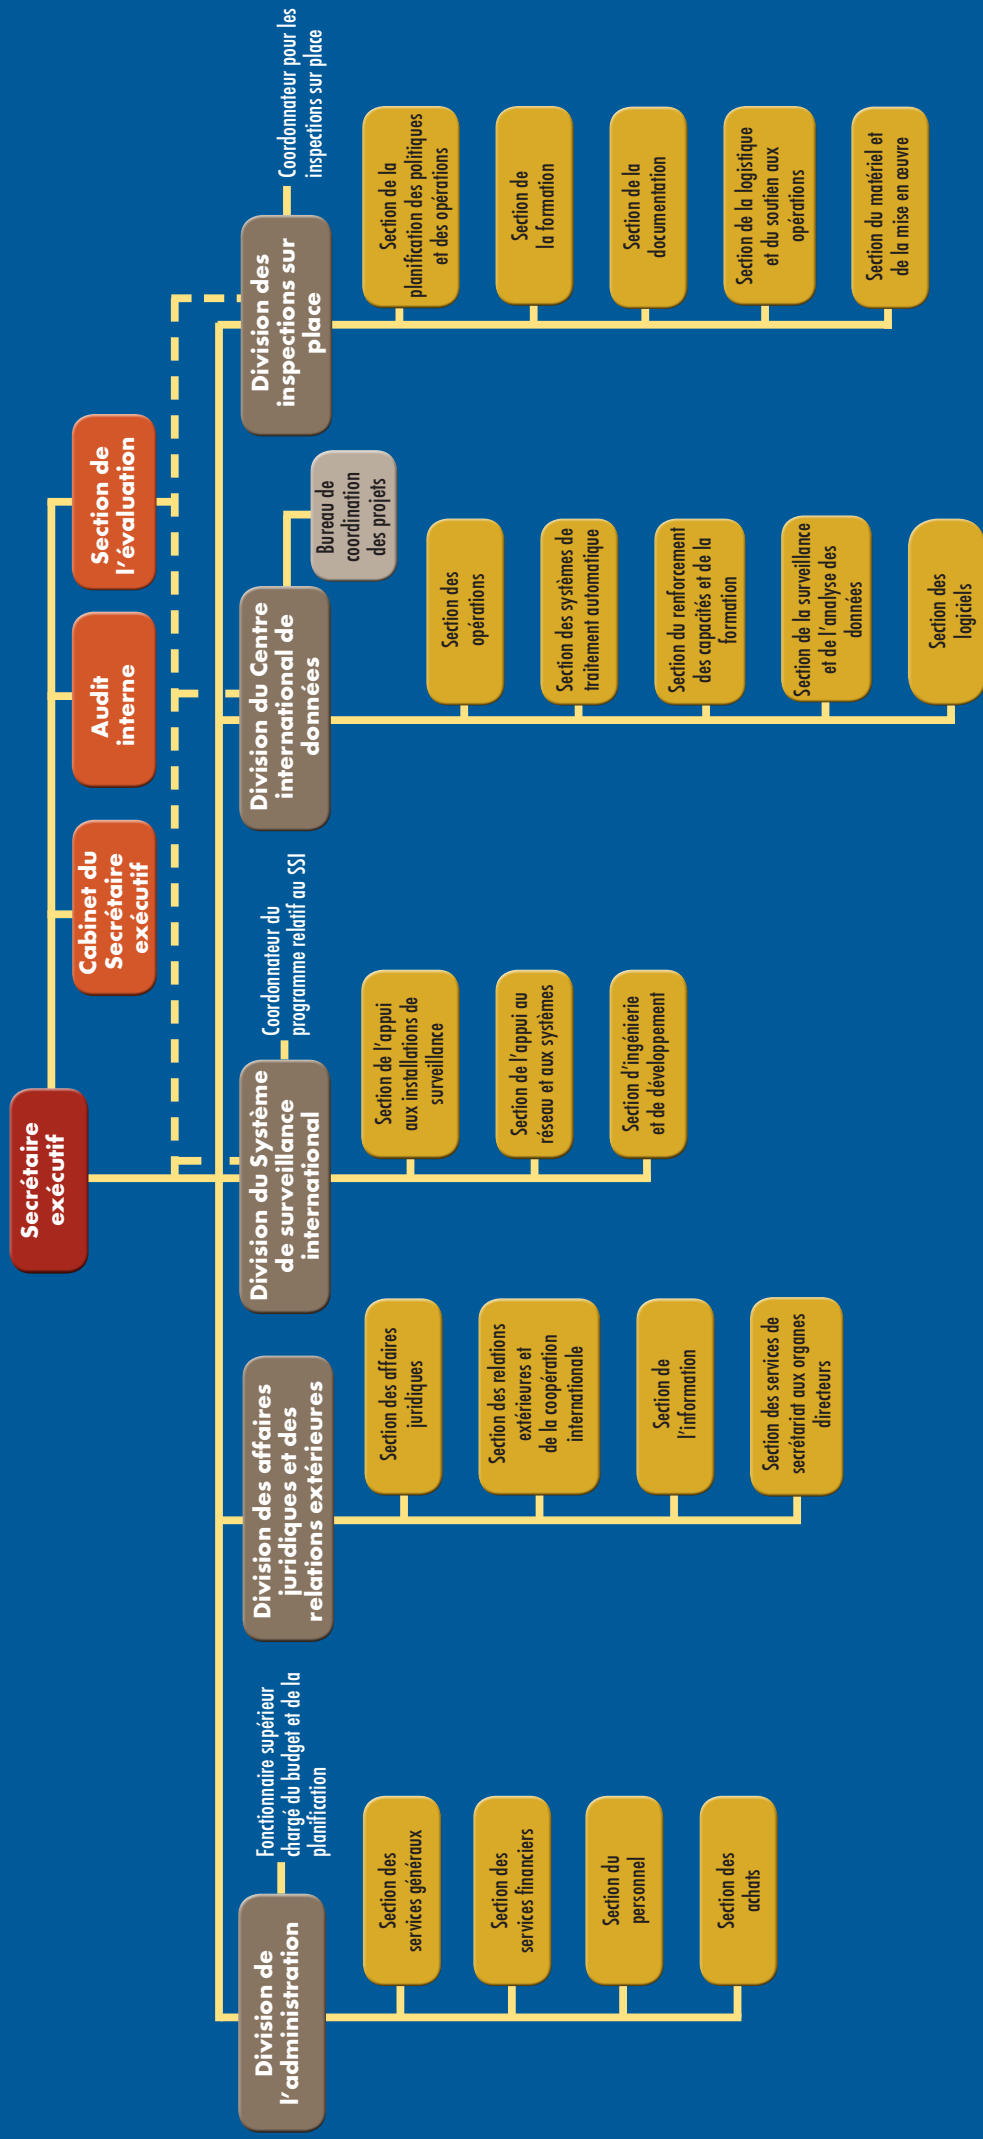 Secrétaire
exécutif
Cabinet du
Secrétaire
exécutif
Audit
interne
Section de
l'évaluation
Division de
l'administration
Fonctionnaire supérieur
chargé du budget et de la
planification
Section des
services généraux
Section des
services financiers
Section du
personnel
Section des
achats
Division des affaires
juridiques et des
relations extérieures
Section des affaires
juridiques
Section des relations
extérieures et
de la coopération
internationale
Section de
l'information
Section des services de
secrétariat aux organes
directeurs
Division du Système
de surveillance
international
Coordonnateur du
programme relatif au SSI
Section de l'appui
aux installations de
surveillance
Section de l'appui au
réseau et aux systèmes
Section d'ingénierie
et de développement
Division du Centre
international de
données
Bureau de
coordination
des projets
Section des
opérations
Section des systèmes de
traitement automatique
Section du renforcement
des capacités et de la
formation
Section de la surveillance
et de l'analyse des
données
Section des
logiciels
Division des
inspections sur
place
Coordonnateur pour les
inspections sur place
Section de la
planification des politiques
et des opérations
Section de
la formation
Section de la
documentation
Section de la logistique
et du soutien aux
opérations
Section du matériel et
de la mise en œuvre